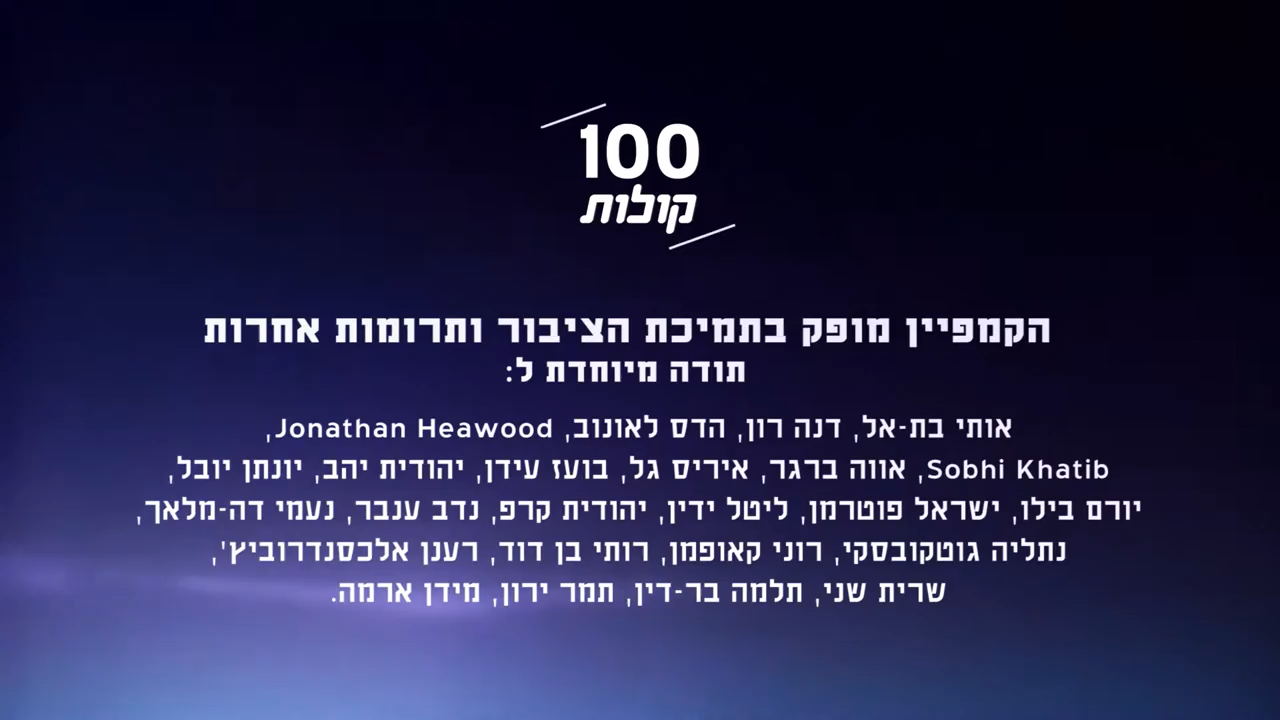 100
קולות
הקמפיין מופק בתמיכת הציבור ותרומות אחרות
תודה מיוחדת ל:
אותי בת-אל, דנה רון, הדס לאונוב, Jonathan Heawood,
Sobhi Khatib, אווה ברגר, איריס גל, בועז עידן, יהודית יהב, יונתן יובל,
יורם בילו, ישראל פוטרמן, ליטל ידין, יהודית קרפ, נדב ענבר, נעמי דה-מלאך,
נתליה גוטקובסקי, רוני קאופמן, רותי בן דוד, רענן אלכסנדרוביץ',
שרית שני, תלמה בר-דין, תמר ירון, מידן ארמה.